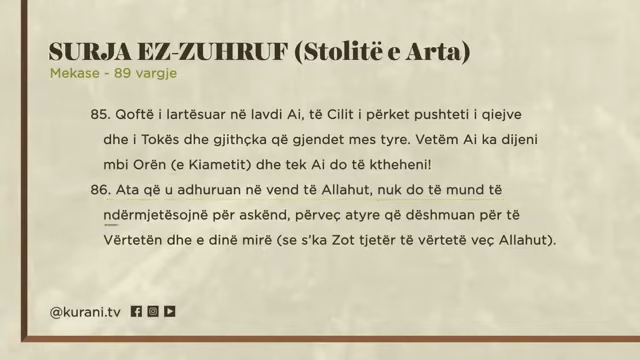 SURJA EZ-ZUHRUF (Stolitë e Arta)
Mekase - 89 vargje
85. Qoftë i lartësuar në lavdi Ai, të Cilit i përket pushteti i qiejve
dhe i Tokës dhe gjithçka që gjendet mes tyre. Vetëm Ai ka dijeni
mbi Orën (e Kiametit) dhe tek Ai do të ktheheni!
86. Ata që u adhuruan në vend të Allahut, nuk do të mund të
ndërmjetësojnë për askënd, përveç atyre që dëshmuan për të
Vërtetën dhe e dinë mirë (se s'ka Zot tjetër të vërtetë veç Allahut).
@kurani.tv